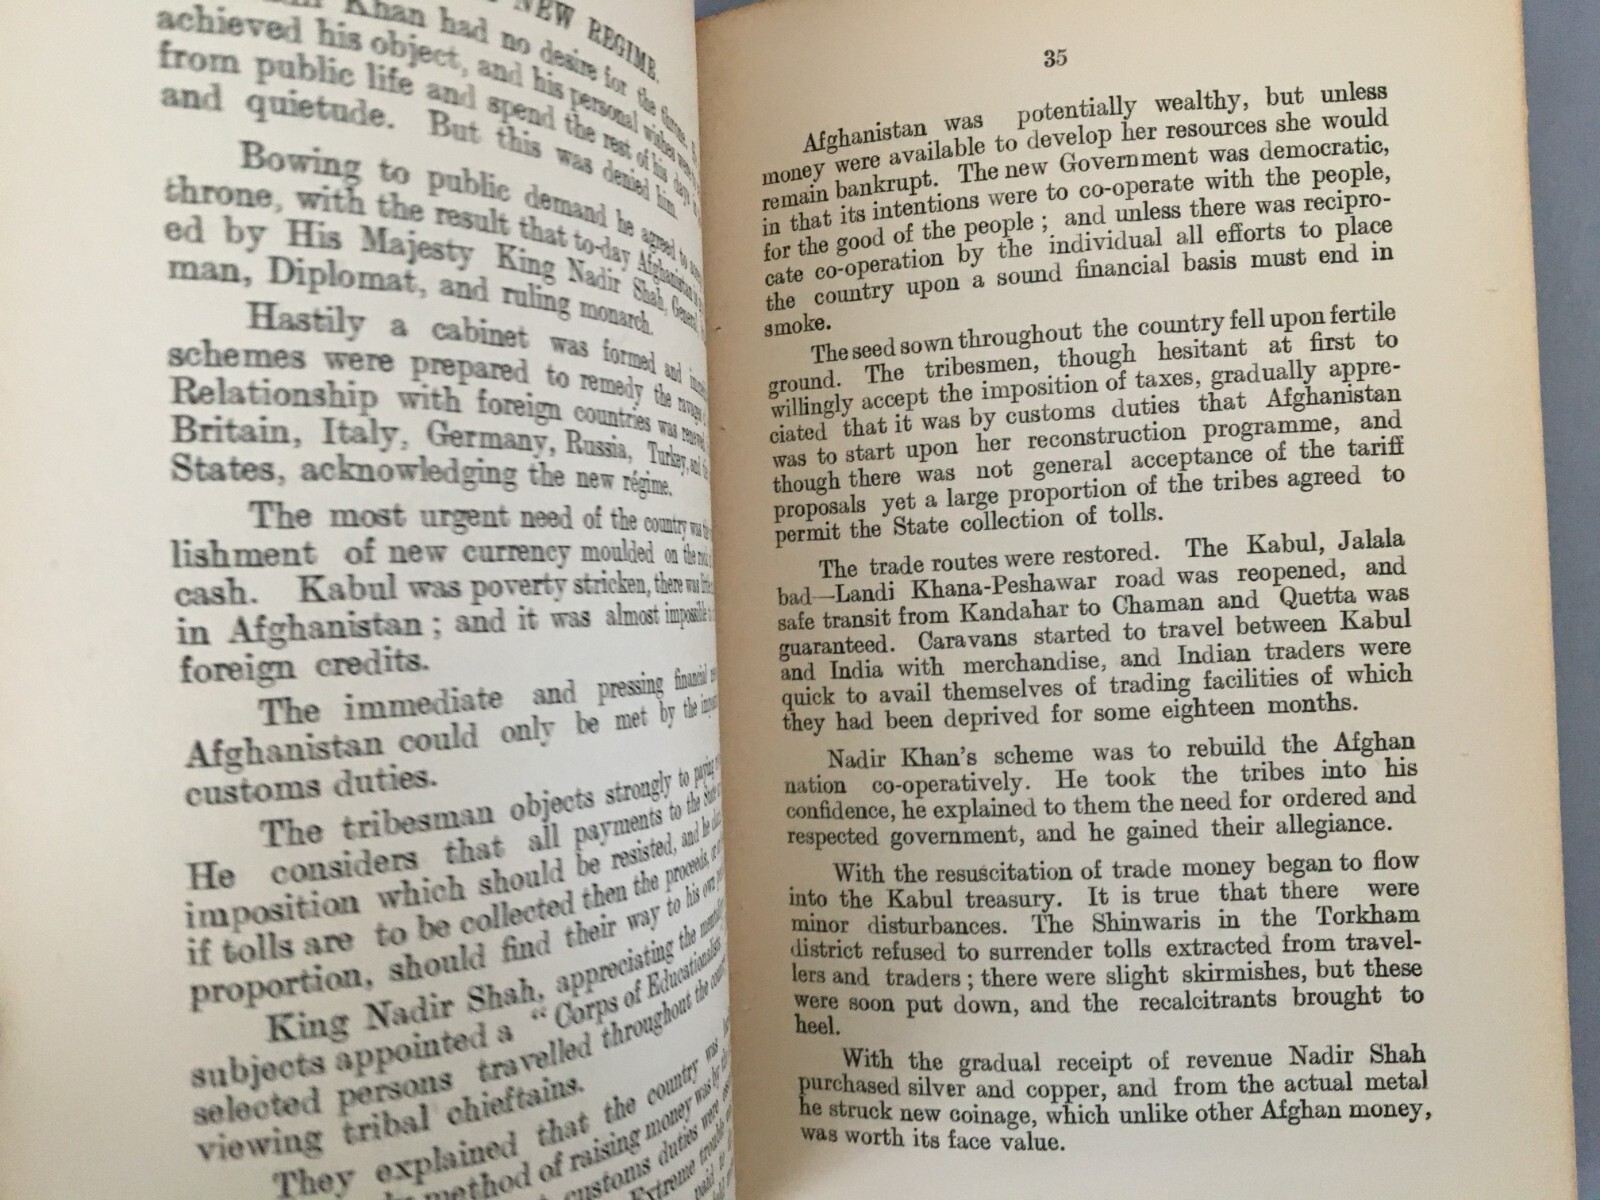 NEW REGIME.
Khan had no desire for the throne.
achieved his object, and his personal wishes were
from public life and spend the rest of his days
and quietude. But this was denied him.
Bowing to public demand he agreed to
throne, with the result that to-day Afghanistan is
ed by His Majesty King Nadir Shah, General,
man, Diplomat, and ruling monarch.
Hastily a cabinet was formed and
schemes were prepared to remedy the ravages
Relationship with foreign countries was renewed
Britain, Italy, Germany, Russia, Turkey, and
States, acknowledging the new régime.
The most urgent need of the country was the
lishment of new currency moulded on the
cash. Kabul was poverty stricken, there was
in Afghanistan ; and it was almost impossible
foreign credits.
The immediate and pressing financial
Afghanistan could only be met by the
customs duties.
The tribesman objects strongly to paying
He considers that all payments to the State
imposition which should be resisted, and he
if tolls are to be collected then the proceeds,
proportion, should find their way to his own
King Nadir Shah, appreciating the
subjects appointed a “ Corps of Educationalists
selected persons travelled throughout the
viewing tribal chieftains.
They explained that the country was
method of raising money was by
customs duties were
Extreme
paid
35
Afghanistan was potentially wealthy, but unless
money were available to develop her resources she would
remain bankrupt. The new Government was democratic,
in that its intentions were to co-operate with the people,
for the good of the people ; and unless there was recipro-
cate co-operation by the individual all efforts to place
the country upon a sound financial basis must end in
smoke.
The seed sown throughout the country fell upon fertile
ground. The tribesmen, though hesitant at first to
willingly accept the imposition of taxes, gradually appre-
ciated that it was by customs duties that Afghanistan
was to start upon her reconstruction programme, and
though there was not general acceptance of the tariff
proposals yet a large proportion of the tribes agreed to
permit the State collection of tolls.
The trade routes were restored. The Kabul, Jalala
bad—Landi Khana-Peshawar road was reopened, and
safe transit from Kandahar to Chaman and Quetta was
guaranteed. Caravans started to travel between Kabul
and India with merchandise, and Indian traders were
quick to avail themselves of trading facilities of which
they had been deprived for some eighteen months.
Nadir Khan's scheme was to rebuild the Afghan
nation co-operatively. He took the tribes into his
confidence, he explained to them the need for ordered and
respected government, and he gained their allegiance.
With the resuscitation of trade money began to flow
into the Kabul treasury. It is true that there were
minor disturbances. The Shinwaris in the Torkham
district refused to surrender tolls extracted from travel-
lers and traders ; there were slight skirmishes, but these
were soon put down, and the recalcitrants brought to
heel.
With the gradual receipt of revenue Nadir Shah
purchased silver and copper, and from the actual metal
he struck new coinage, which unlike other Afghan money,
was worth its face value.